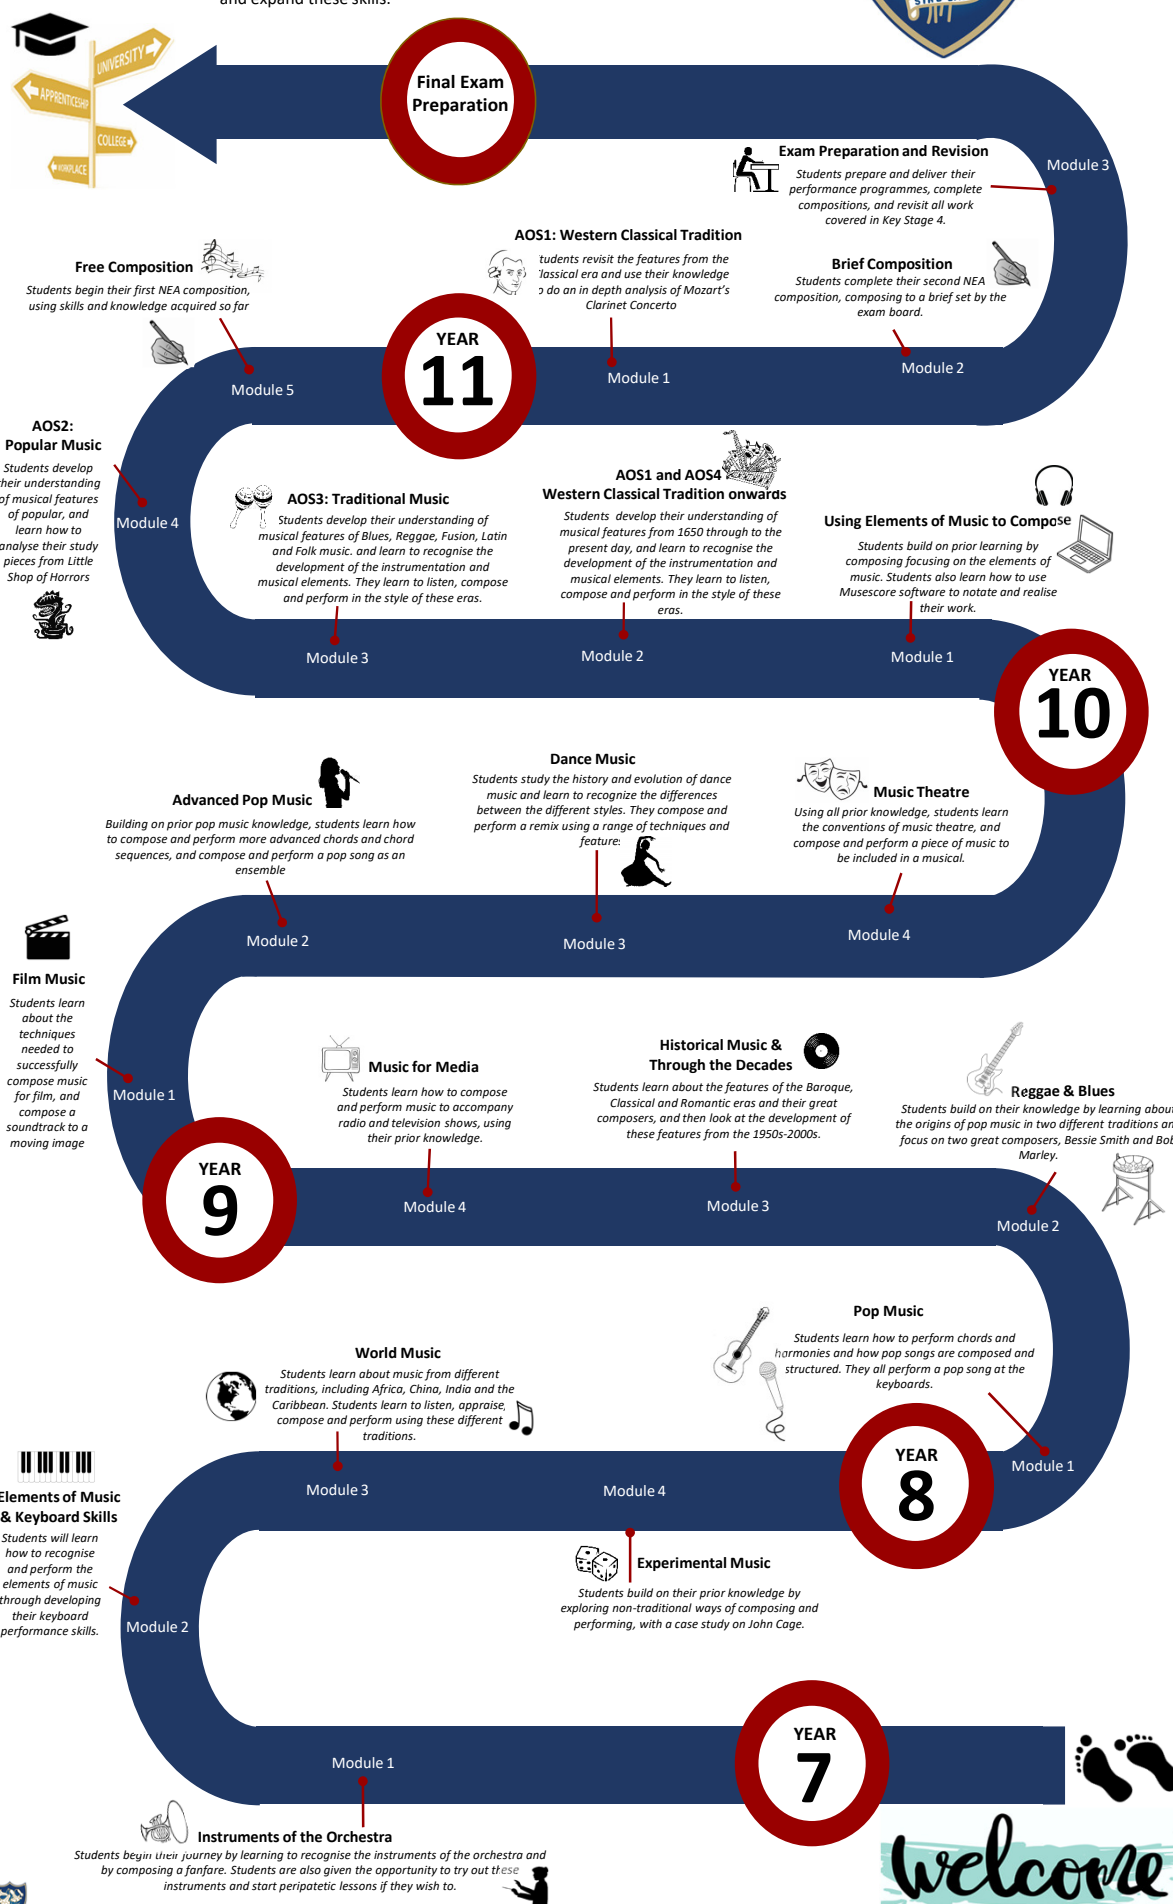 and expand these skills.
UNIVERSITY
APPRENTICESHIP
COLLEGE
WORKPLACE
Final Exam
Preparation
Exam Preparation and Revision
Students prepare and deliver their
performance programmes, complete
compositions, and revisit all work
covered in Key Stage 4.
Module 3
Brief Composition
Students complete their second NEA
composition, composing to a brief set by the
exam board.
Module 2
AOS1: Western Classical Tradition
tudents revisit the features from the
lassical era and use their knowledge
o do an in depth analysis of Mozart's
Clarinet Concerto
Module 1
YEAR
11
Free Composition
Students begin their first NEA composition,
using skills and knowledge acquired so far
Module 5
AOS2:
Popular Music
Students develop
their understanding
of musical features
of popular, and
learn how to
analyse their study
pieces from Little
Shop of Horrors
Module 4
AOS3: Traditional Music
Students develop their understanding of
musical features of Blues, Reggae, Fusion, Latin
and Folk music. and learn to recognise the
development of the instrumentation and
musical elements. They learn to listen, compose
and perform in the style of these eras.
Module 3
AOS1 and AOS4
Western Classical Tradition onwards
Students develop their understanding of
musical features from 1650 through to the
present day, and learn to recognise the
development of the instrumentation and
musical elements. They learn to listen,
compose and perform in the style of these
eras.
Module 2
Using Elements of Music to Compose
Students build on prior learning by
composing focusing on the elements of
music. Students also learn how to use
Musescore software to notate and realise
their work.
Module 1
YEAR
10
Music Theatre
Using all prior knowledge, students learn
the conventions of music theatre, and
compose and perform a piece of music to
be included in a musical.
Module 4
Dance Music
Students study the history and evolution of dance
music and learn to recognize the differences
between the different styles. They compose and
perform a remix using a range of techniques and
features
Module 3
Advanced Pop Music
Building on prior pop music knowledge, students learn how
to compose and perform more advanced chords and chord
sequences, and compose and perform a pop song as an
ensemble
Module 2
Film Music
Students learn
about the
techniques
needed to
successfully
compose music
for film, and
compose a
soundtrack to a
moving image
Module 1
YEAR
9
Music for Media
Students learn how to compose
and perform music to accompany
radio and television shows, using
their prior knowledge.
Module 4
Historical Music &
Through the Decades
Students learn about the features of the Baroque,
Classical and Romantic eras and their great
composers, and then look at the development of
these features from the 1950s-2000s.
Module 3
Reggae & Blues
Students build on their knowledge by learning about
the origins of pop music in two different traditions an
focus on two great composers, Bessie Smith and Bob
Marley.
Module 2
Pop Music
Students learn how to perform chords and
harmonies and how pop songs are composed and
structured. They all perform a pop song at the
keyboards.
Module 1
YEAR
8
World Music
Students learn about music from different
traditions, including Africa, China, India and the
Caribbean. Students learn to listen, appraise,
compose and perform using these different
traditions.
Module 3
Module 4
Experimental Music
Students build on their prior knowledge by
exploring non-traditional ways of composing and
performing, with a case study on John Cage.
Elements of Music
& Keyboard Skills
Students will learn
how to recognise
and perform the
elements of music
through developing
their keyboard
performance skills.
Module 2
YEAR
7
Module 1
Instruments of the Orchestra
Students begin their journey by learning to recognise the instruments of the orchestra and
by composing a fanfare. Students are also given the opportunity to try out these
instruments and start peripatetic lessons if they wish to.
welcome